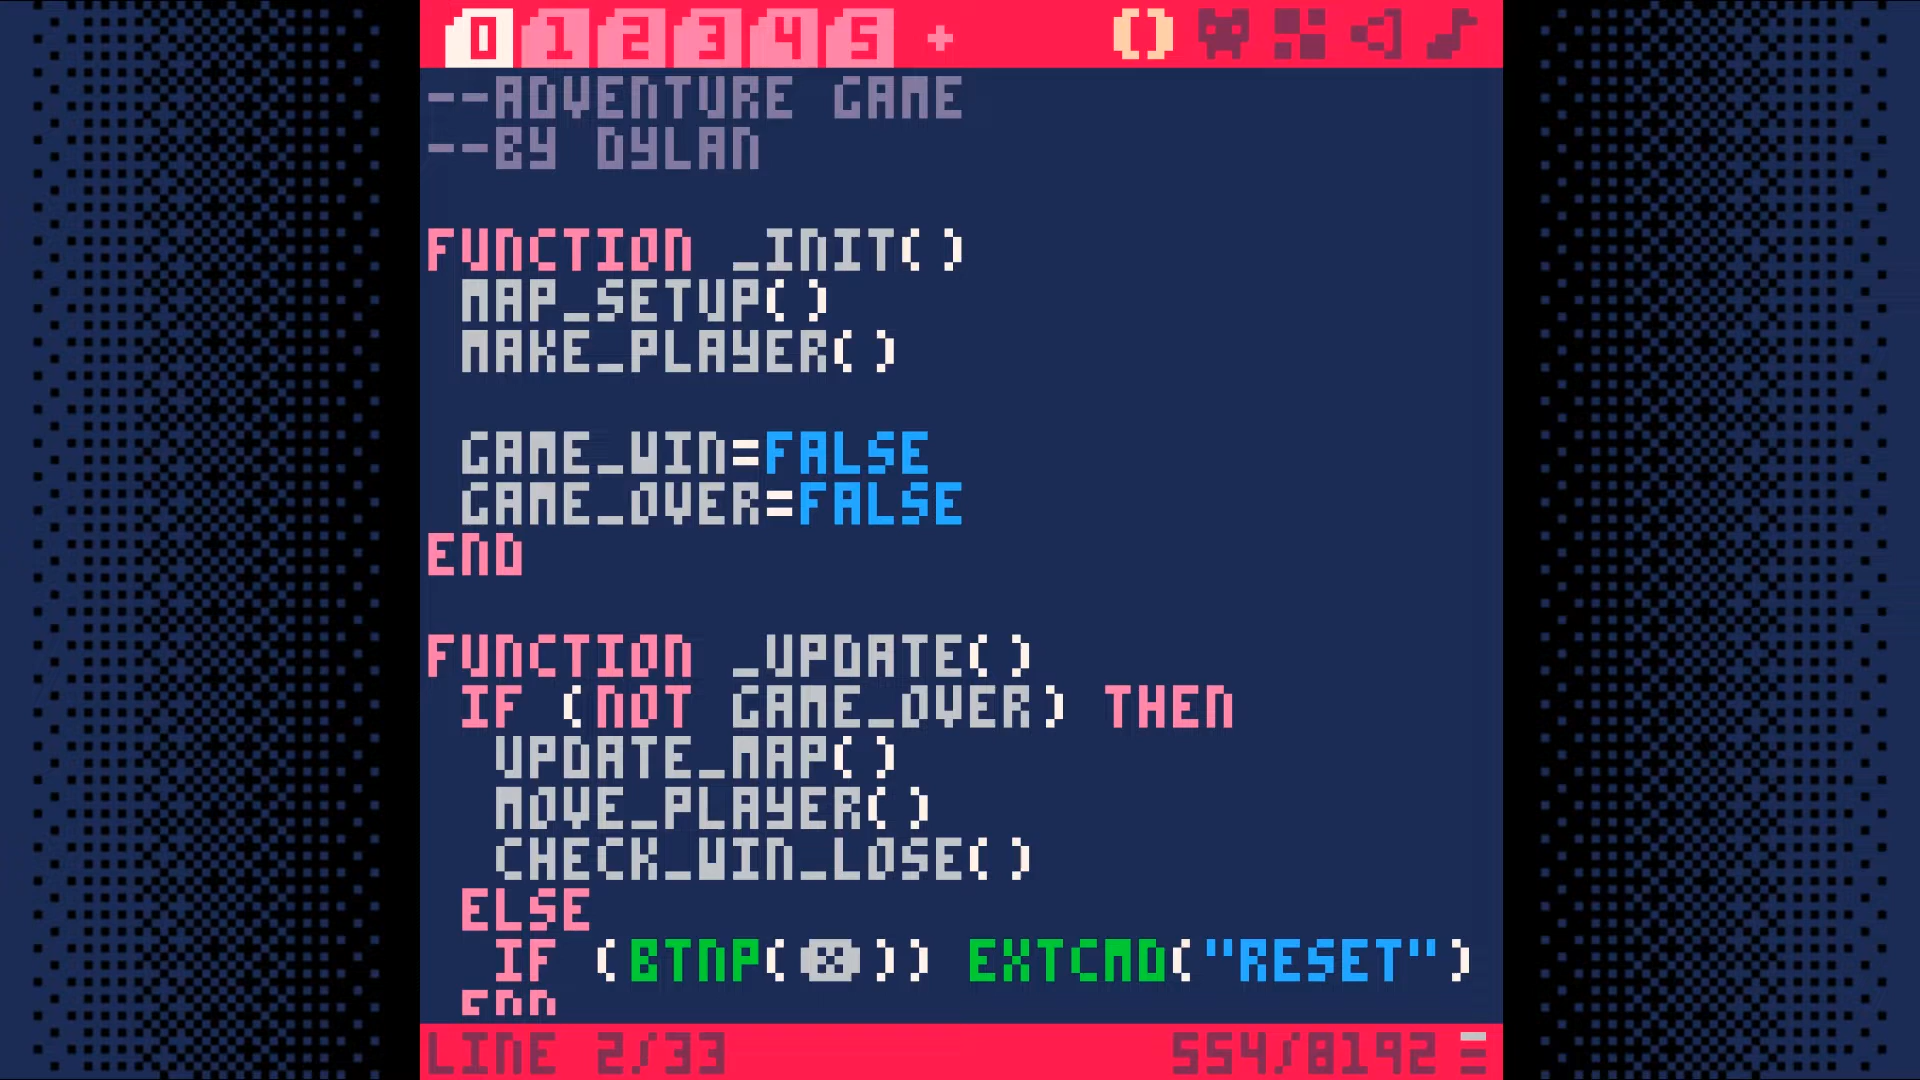 0 1 2 3 4 5 +
--ADVENTURE GAME
--BY DYLAN
FUNCTION _INIT()
MAP_SETUP()
MAKE_PLAYER()
GAME_WIN=FALSE
GAME_OVER=FALSE
END
FUNCTION _UPDATE()
IF (NOT GAME_OVER) THEN
UPDATE_MAP()
MOVE_PLAYER()
CHECK_WIN_LOSE()
ELSE
IF (BTNP(❎)) EXTCMD("RESET")
END
LINE 2/33 554/8192